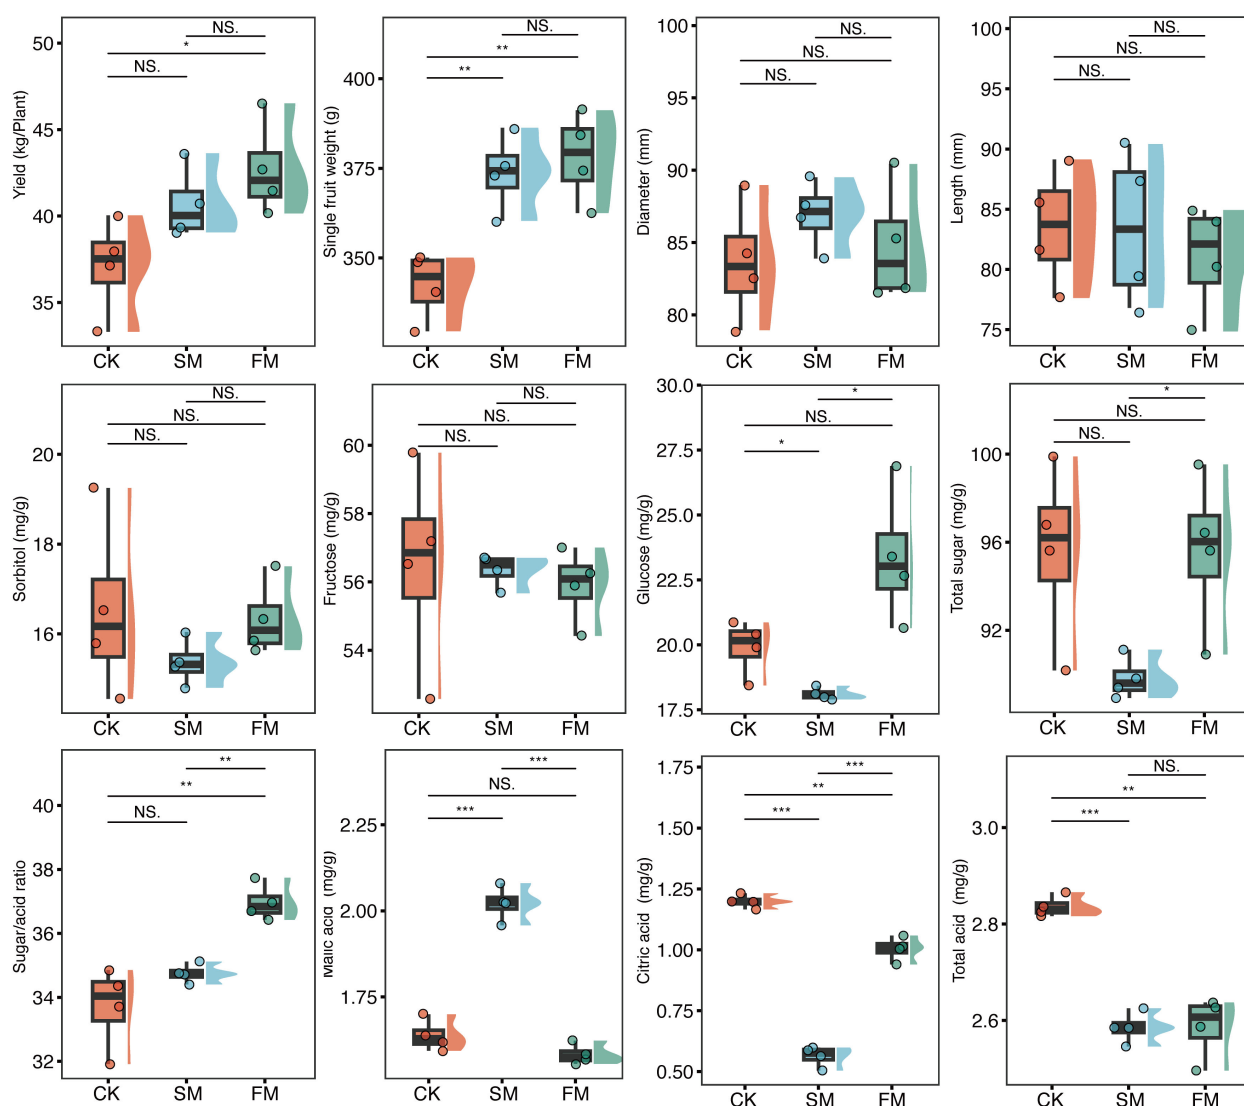 Yield (kg/Plant)
50
45
40
35
NS.
*
NS.
CK SM FM
Single fruit weight (g)
400
375
350
NS.
**
**
CK SM FM
Diameter (mm)
100
95
90
85
80
NS.
NS.
NS.
CK SM FM
Length (mm)
100
95
90
85
80
75
NS.
NS.
NS.
CK SM FM
Sorbitol (mg/g)
20
18
16
NS.
NS.
NS.
CK SM FM
Fructose (mg/g)
60
58
56
54
NS.
NS.
NS.
CK SM FM
Glucose (mg/g)
30.0
27.5
25.0
22.5
20.0
17.5
*
NS.
*
CK SM FM
Total sugar (mg/g)
100
96
92
*
NS.
NS.
CK SM FM
Sugar/acid ratio
40
38
36
34
32
**
**
NS.
CK SM FM
Malic acid (mg/g)
2.25
2.00
1.75
***
NS.
***
CK SM FM
Citric acid (mg/g)
1.75
1.50
1.25
1.00
0.75
0.50
***
**
***
CK SM FM
Total acid (mg/g)
3.0
2.8
2.6
NS.
**
***
CK SM FM